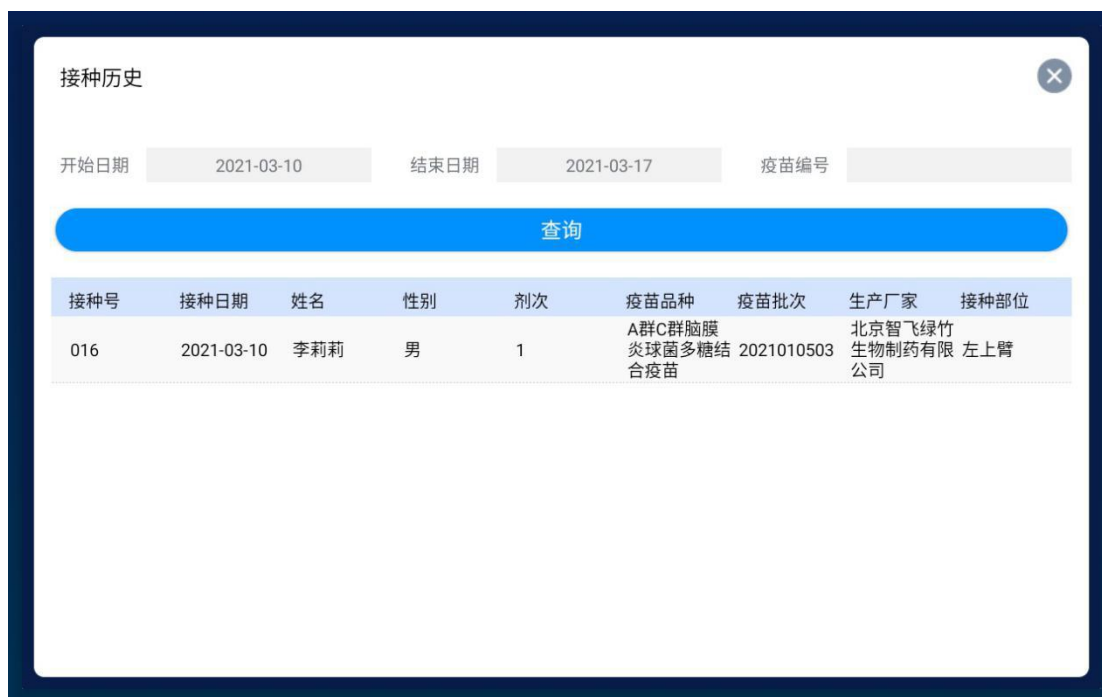 接种历史
开始日期 2021-03-10 结束日期 2021-03-17 疫苗编号
查询
接种号 接种日期 姓名 性别 剂次 疫苗品种 疫苗批次 生产厂家 接种部位
016 2021-03-10 李莉莉 男 1 A群C群脑膜炎球菌多糖结合疫苗 2021010503 北京智飞绿竹生物制药有限公司 左上臂